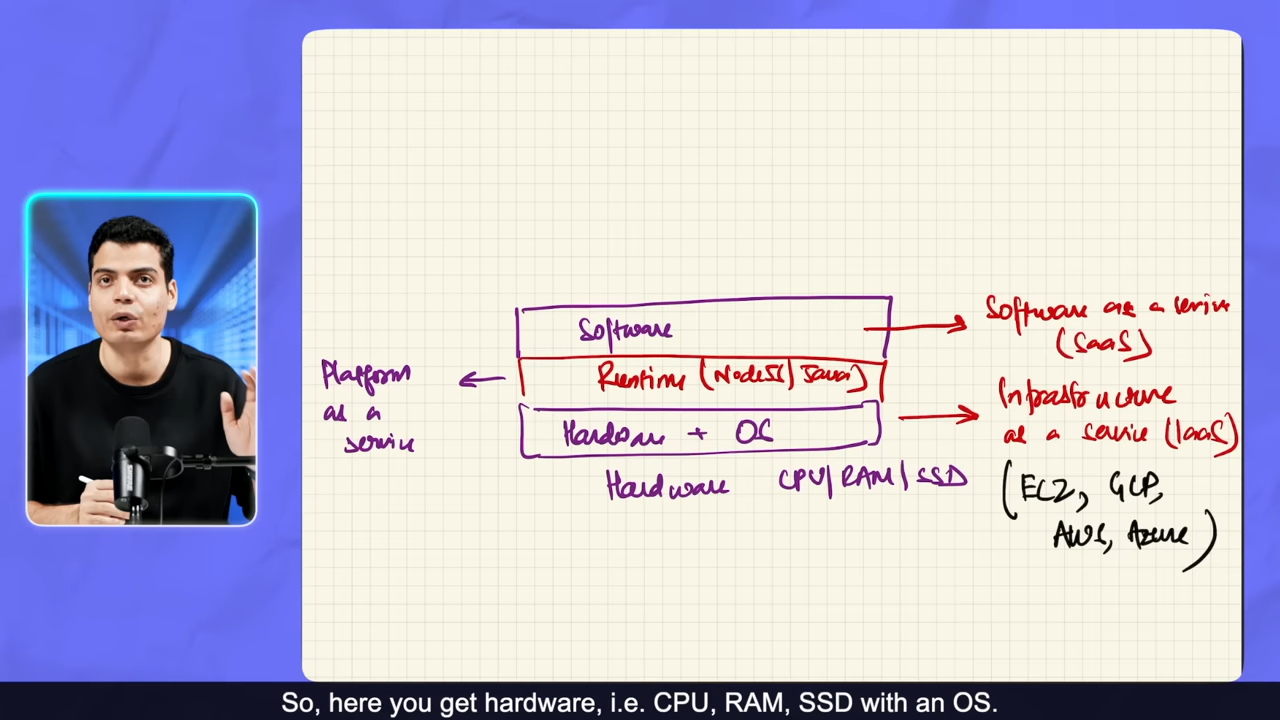 Software
Software as a service
(SaaS)
Platform
as a
service
Runtime (NodeJS/Java)
Infrastructure
as a service (IaaS)
Hardware + OS
Hardware CPU/RAM/SSD
(EC2, GCP,
AWS, Azure)
So, here you get hardware, i.e. CPU, RAM, SSD with an OS.